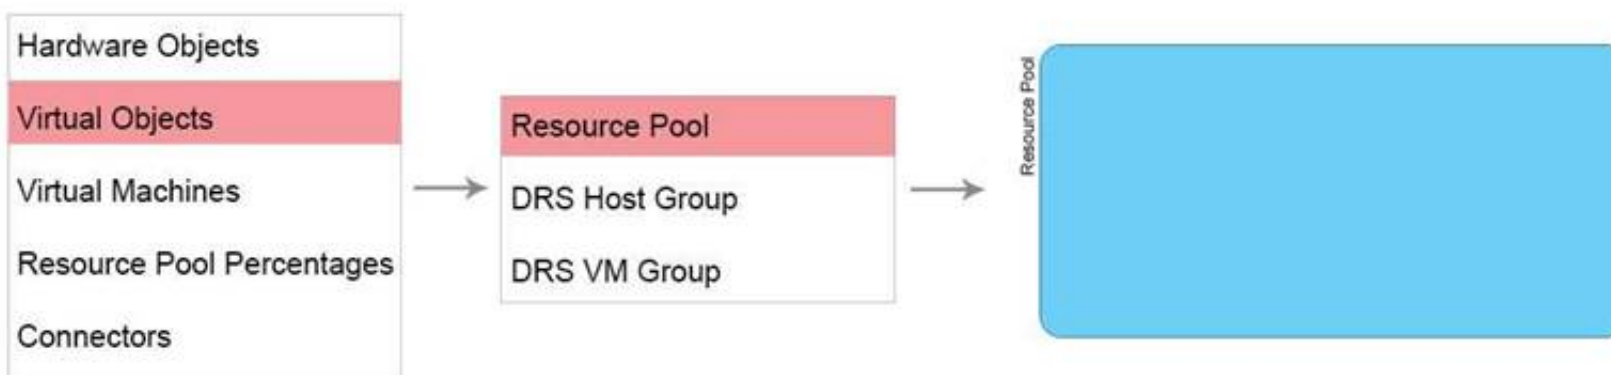 Hardware Objects
Virtual Objects
Virtual Machines
Resource Pool Percentages
Connectors
Resource Pool
DRS Host Group
DRS VM Group
Resource Pool